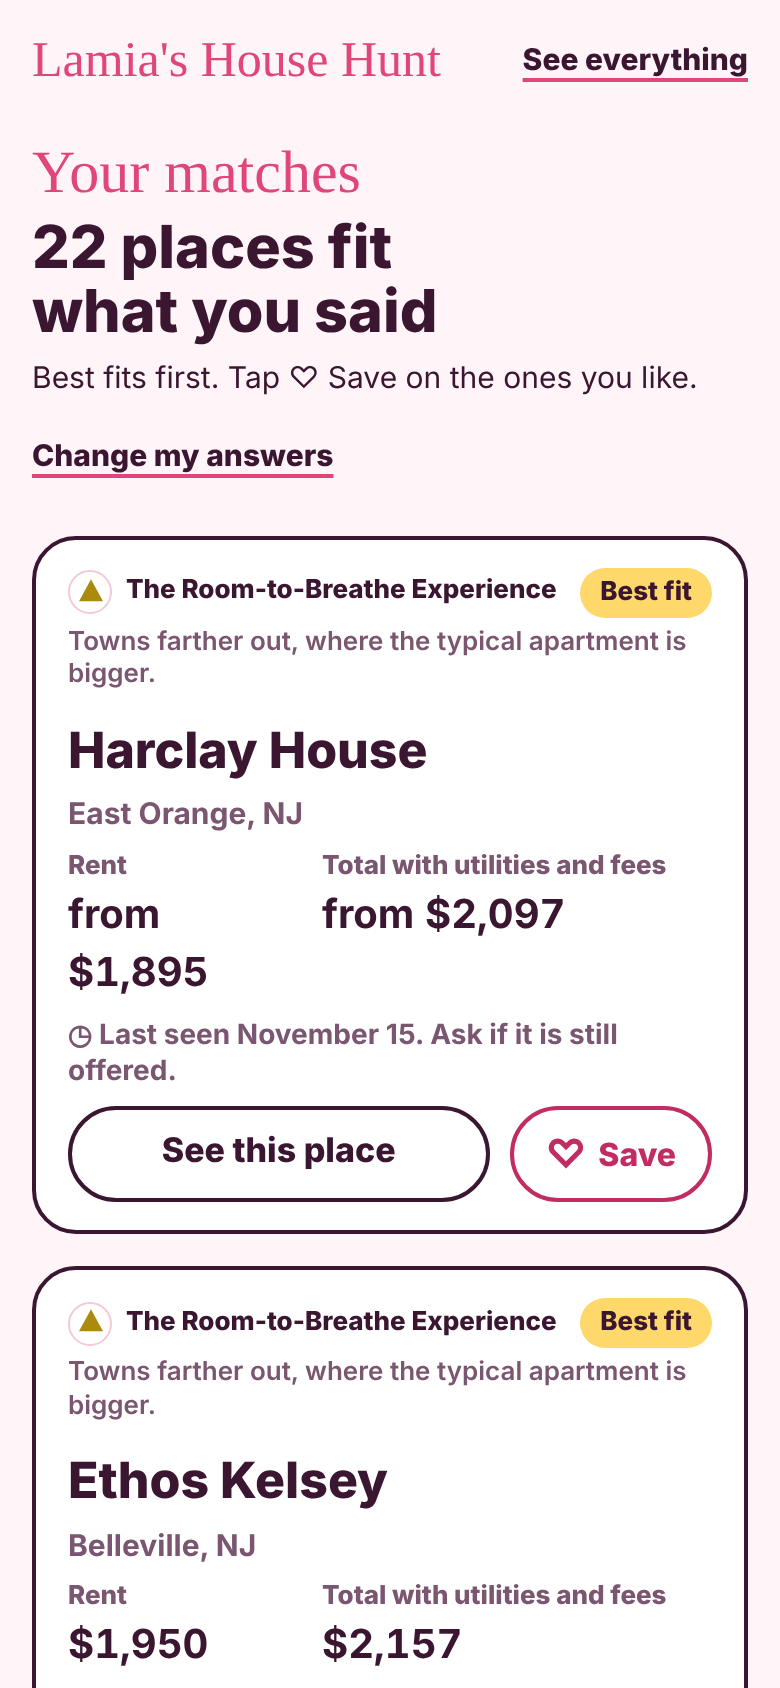 Lamia's House Hunt
See everything
Your matches
22 places fit
what you said
Best fits first. Tap ♡ Save on the ones you like.
Change my answers
The Room-to-Breathe Experience
Best fit
Towns farther out, where the typical apartment is
bigger.
Harclay House
East Orange, NJ
Rent
Total with utilities and fees
from
$1,895
from $2,097
◷ Last seen November 15. Ask if it is still
offered.
See this place
♡ Save
The Room-to-Breathe Experience
Best fit
Towns farther out, where the typical apartment is
bigger.
Ethos Kelsey
Belleville, NJ
Rent
Total with utilities and fees
$1,950
$2,157